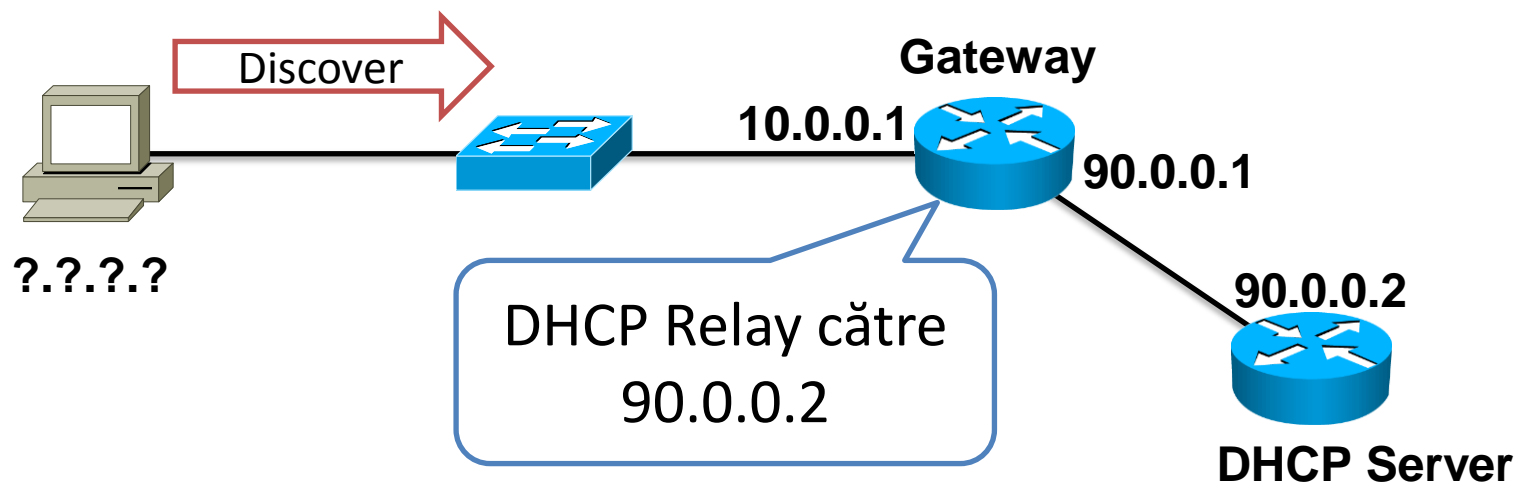 Discover
Gateway
10.0.0.1
90.0.0.1
?.?.?.?
DHCP Relay către
90.0.0.2
90.0.0.2
DHCP Server